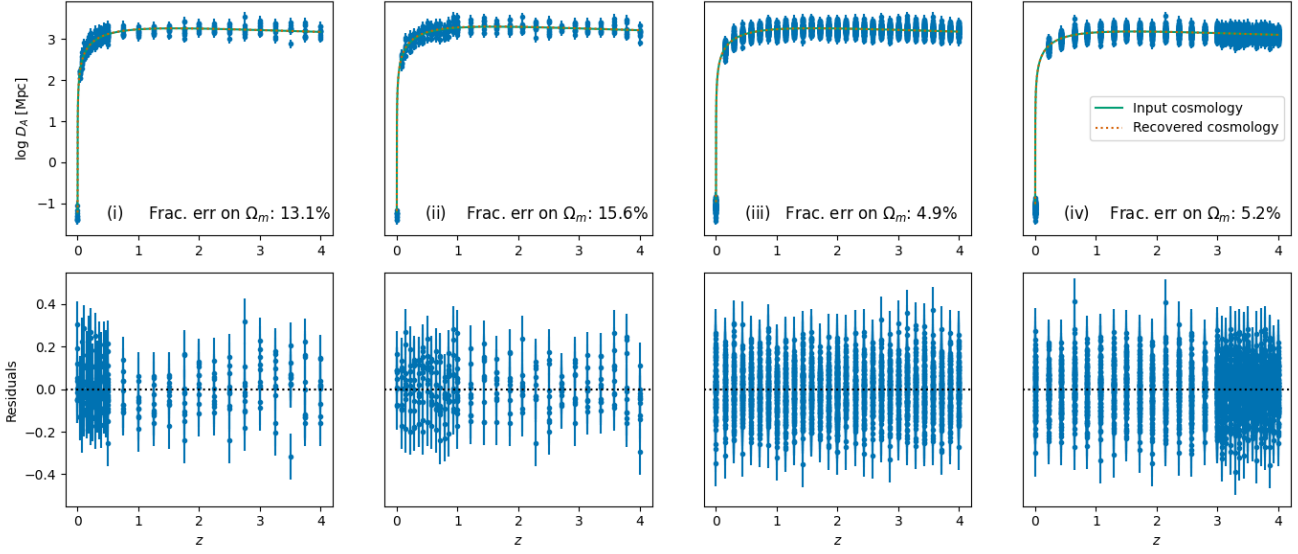 log D_A [Mpc]
3
2
1
0
−1
(i) Frac. err on Ω_m: 13.1%
0 1 2 3 4
(ii) Frac. err on Ω_m: 15.6%
0 1 2 3 4
(iii) Frac. err on Ω_m: 4.9%
0 1 2 3 4
Input cosmology
Recovered cosmology
(iv) Frac. err on Ω_m: 5.2%
0 1 2 3 4
Residuals
0.4
0.2
0.0
−0.2
−0.4
0 1 2 3 4
z
0 1 2 3 4
z
0 1 2 3 4
z
0 1 2 3 4
z